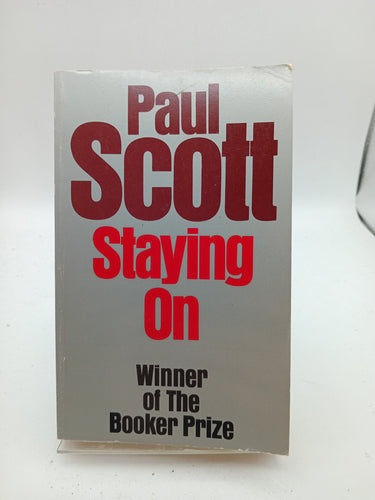 Paul
Scott
Staying
On
Winner
of The
Booker Prize